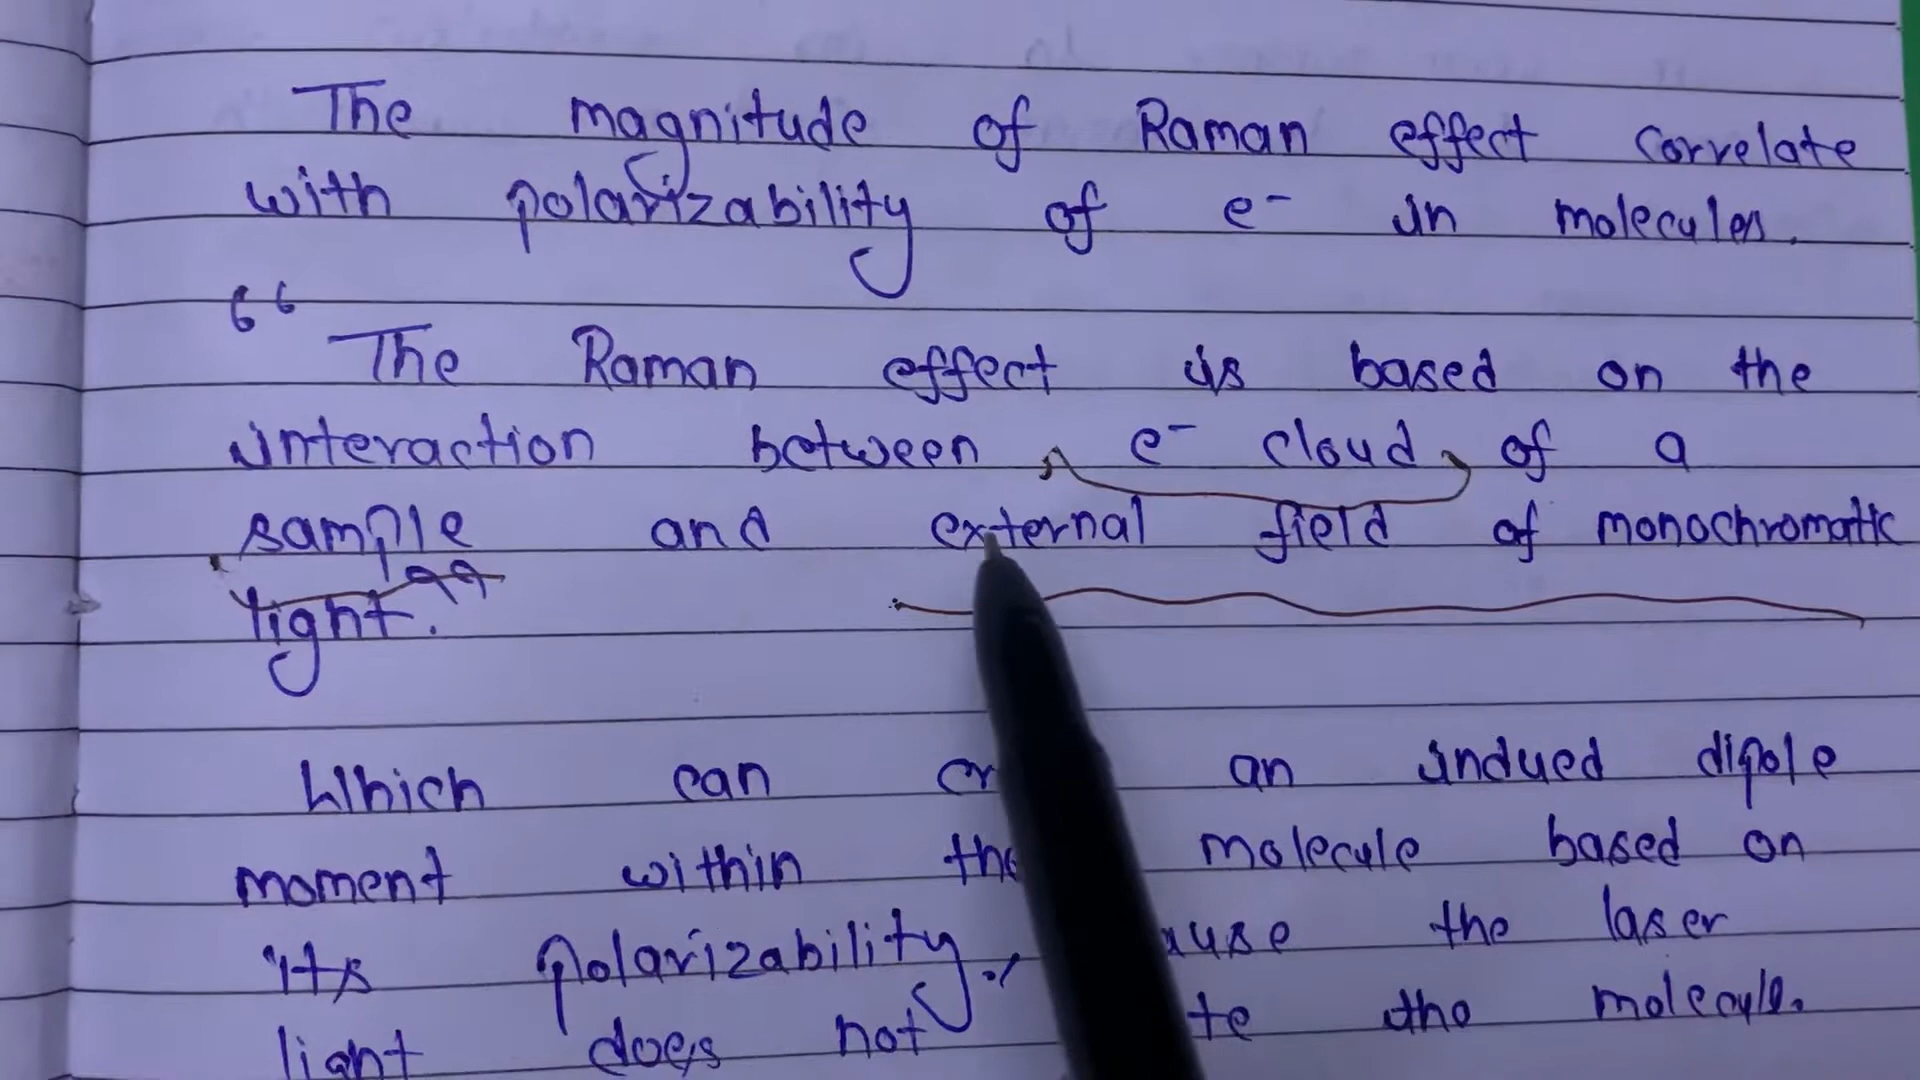 The magnitude of Raman effect correlate
with polarizability of e⁻ in molecules.
“ The Raman effect is based on the
interaction between e⁻ cloud of a
sample and external field of monochromatic
light.”
Which can an indued dipole
moment within molecule based on
its polarizability the laser
light does not the molecule.